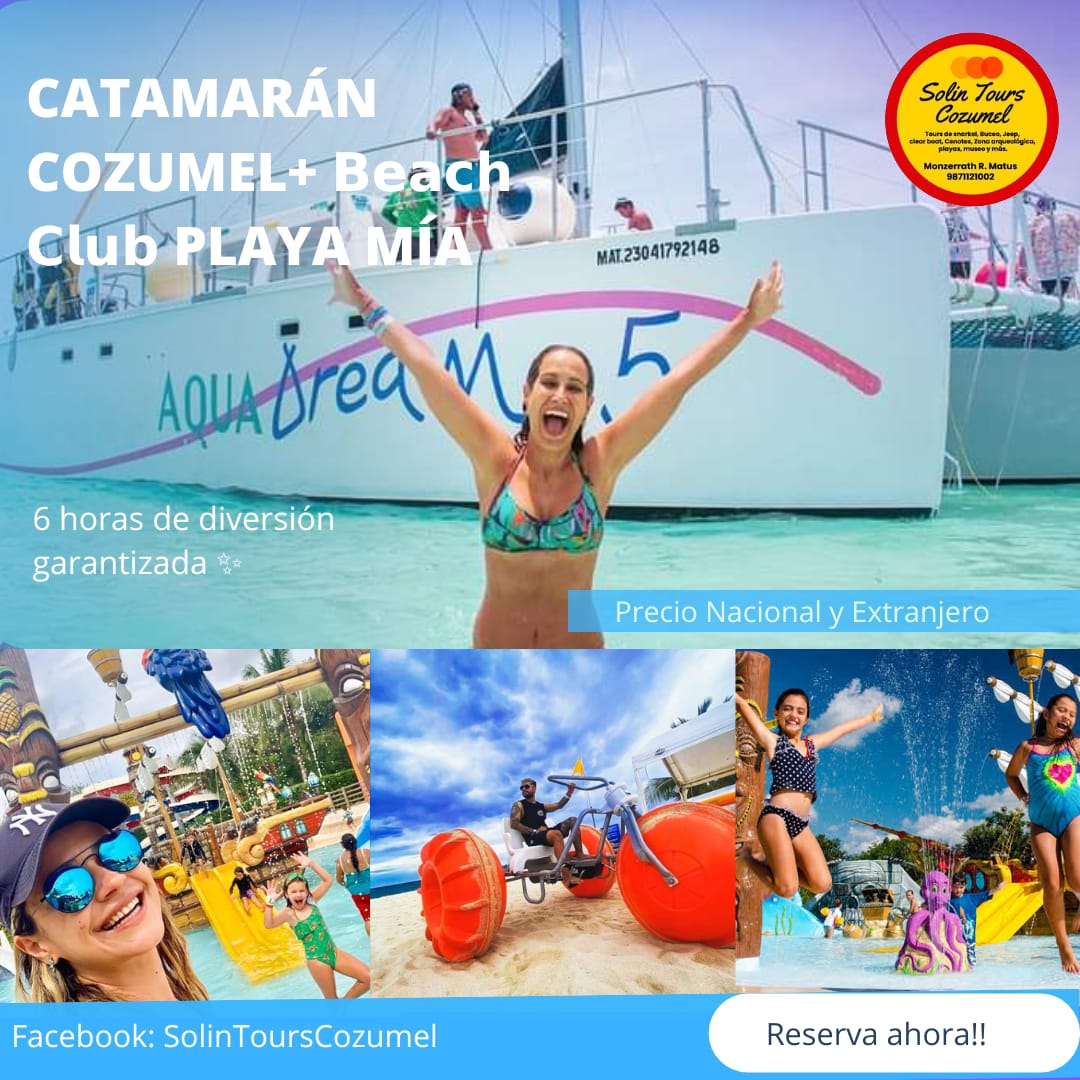 CATAMARÁN
COZUMEL+ Beach
Club PLAYA MÍA
Solin Tours
Cozumel
Tours de snorkel, Buceo, Jeep,
clear boat, Cenotes, Zona arqueológica,
playas, museo y más.
Monzerrath R. Matus
9871121002
MAT.23041792148
AQUA Dream 5
6 horas de diversión
garantizada ✨
Precio Nacional y Extranjero
NY
Facebook: SolinToursCozumel
Reserva ahora!!